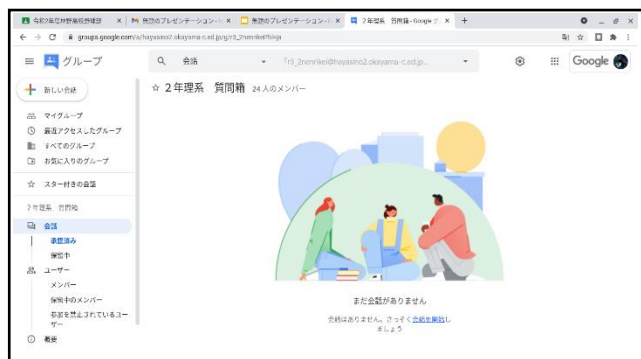 令和2年度林野高校野球部
無題のプレゼンテーション -
無題のプレゼンテーション -
2年理系 質問箱 - Google グ
groups.google.com/a/hayasino2.okayama-c.ed.jp/g/r3_2nenrikei
グループ
会話
Google
新しい会話
マイグループ
最近アクセスしたグループ
すべてのグループ
お気に入りのグループ
スター付きの会話
2年理系 質問箱
会話
承認済み
保留中
ユーザー
メンバー
保留中のメンバー
参加を禁止されているユー
ザー
概要
2年理系 質問箱 24 人のメンバー
まだ会話がありません
会話はありません。さっそく会話を開始し
ましょう